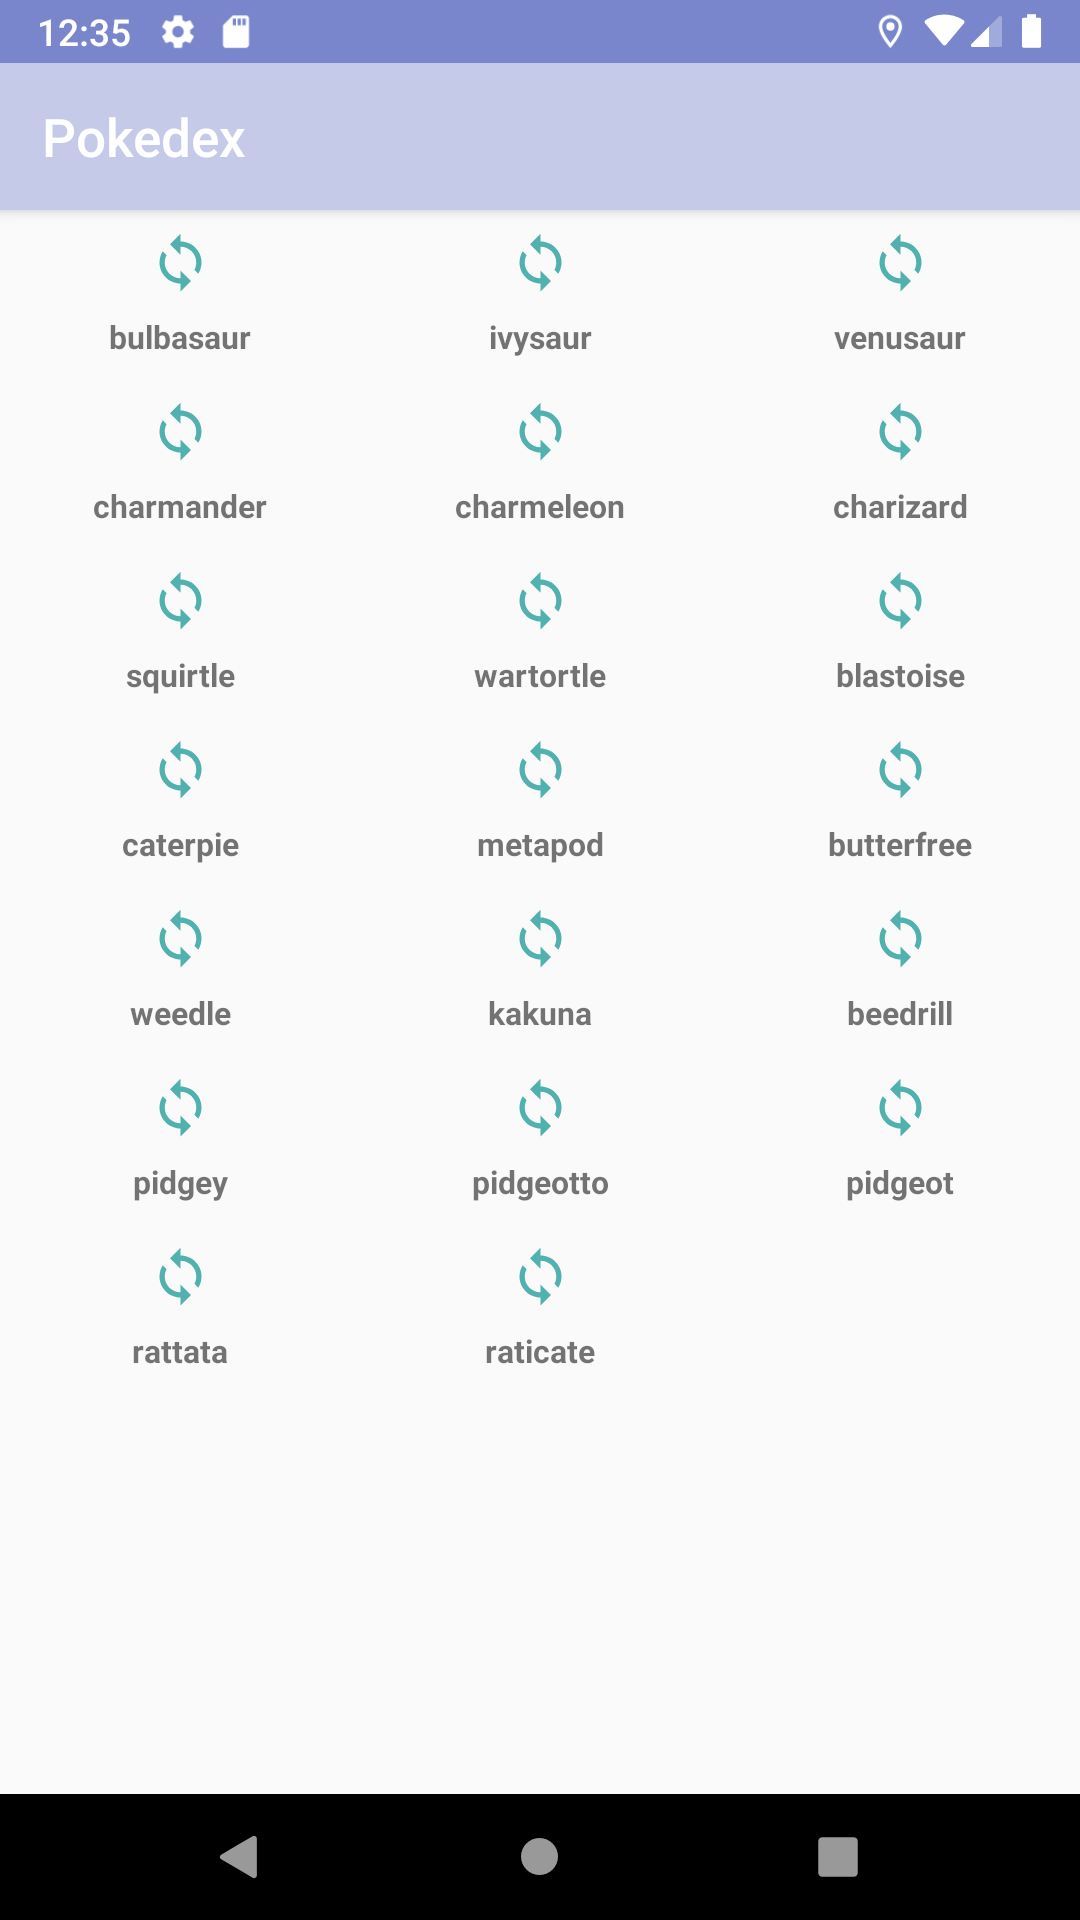 12:35
Pokedex
bulbasaur ivysaur venusaur
charmander charmeleon charizard
squirtle wartortle blastoise
caterpie metapod butterfree
weedle kakuna beedrill
pidgey pidgeotto pidgeot
rattata raticate